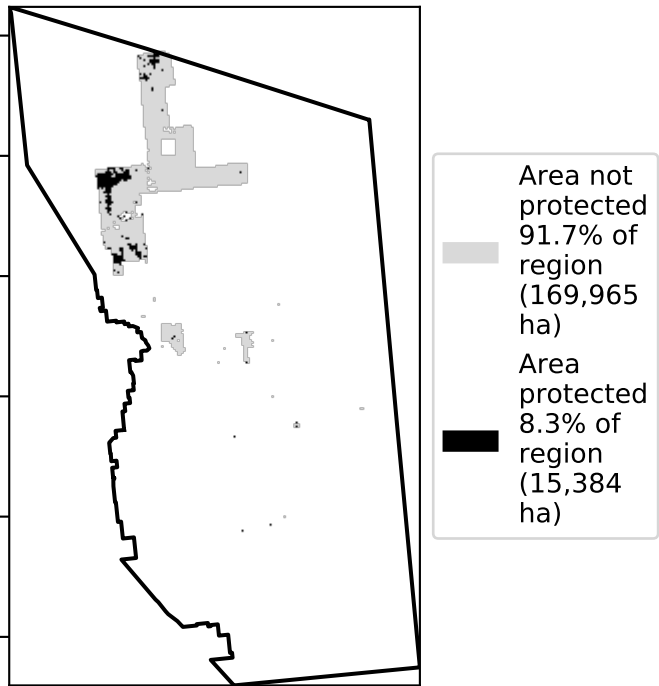 Area not
protected
91.7% of
region
(169,965
ha)
Area
protected
8.3% of
region
(15,384
ha)